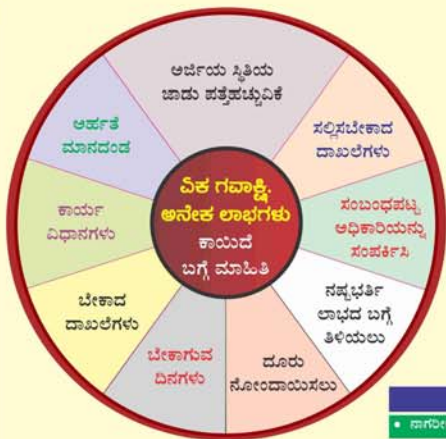 ಅರ್ಜಿಯ ಸ್ಥಿತಿಯ
ಜಾಡು ಪತ್ತೆಹಚ್ಚುವಿಕೆ
ಸಲ್ಲಿಸಬೇಕಾದ
ದಾಖಲೆಗಳು
ಸಂಬಂಧಪಟ್ಟ
ಅಧಿಕಾರಿಯನ್ನು
ಸಂಪರ್ಕಿಸಿ
ನಷ್ಟಭರ್ತಿ
ಲಾಭದ ಬಗ್ಗೆ
ತಿಳಿಯಲು
ದೂರು
ನೋಂದಾಯಿಸಲು
ಬೇಕಾಗುವ
ದಿನಗಳು
ಬೇಕಾದ
ದಾಖಲೆಗಳು
ಕಾರ್ಯ
ವಿಧಾನಗಳು
ಅರ್ಹತೆ
ಮಾನದಂಡ
ಏಕ ಗವಾಕ್ಷಿ.
ಅನೇಕ ಲಾಭಗಳು
ಕಾಯಿದೆ
ಬಗ್ಗೆ ಮಾಹಿತಿ